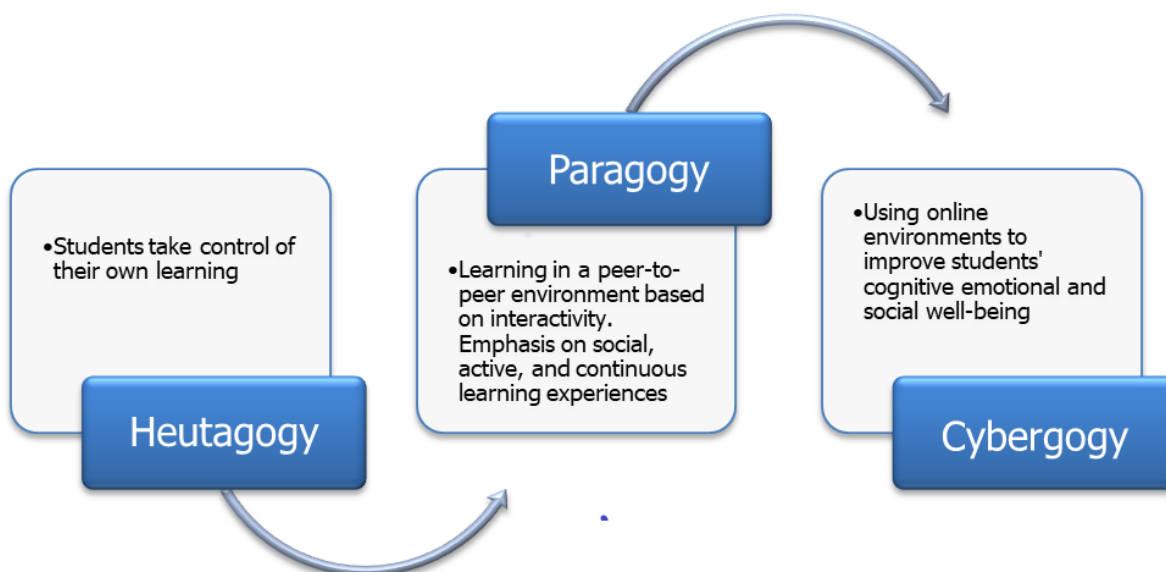 •Students take control of
their own learning
Heutagogy
Paragogy
•Learning in a peer-to-
peer environment based
on interactivity.
Emphasis on social,
active, and continuous
learning experiences
•Using online
environments to
improve students'
cognitive emotional and
social well-being
Cybergogy